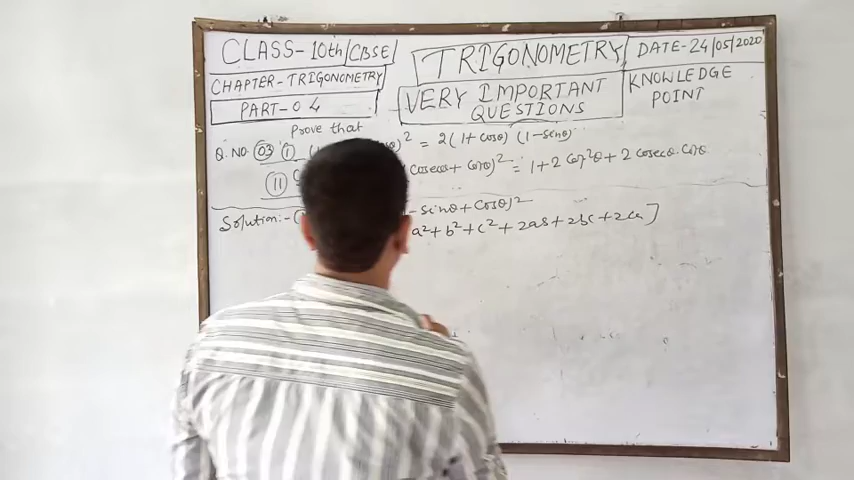 CLASS-10th/CBSE/
CHAPTER-TRIGONOMETRY
PART-04
TRIGONOMETRY
VERY IMPORTANT
QUESTIONS
DATE-24/05/2020
KNOWLEDGE
POINT
Prove that
Q.NO. 03 (i) )² = 2(1+cosθ) (1-sinθ)
(ii) cosecθ + cotθ)² = 1+2 cot²θ + 2 cosecθ.cotθ
Solution:- - sinθ + cosθ)²
a²+b²+c²+2ab+2bc+2ca]